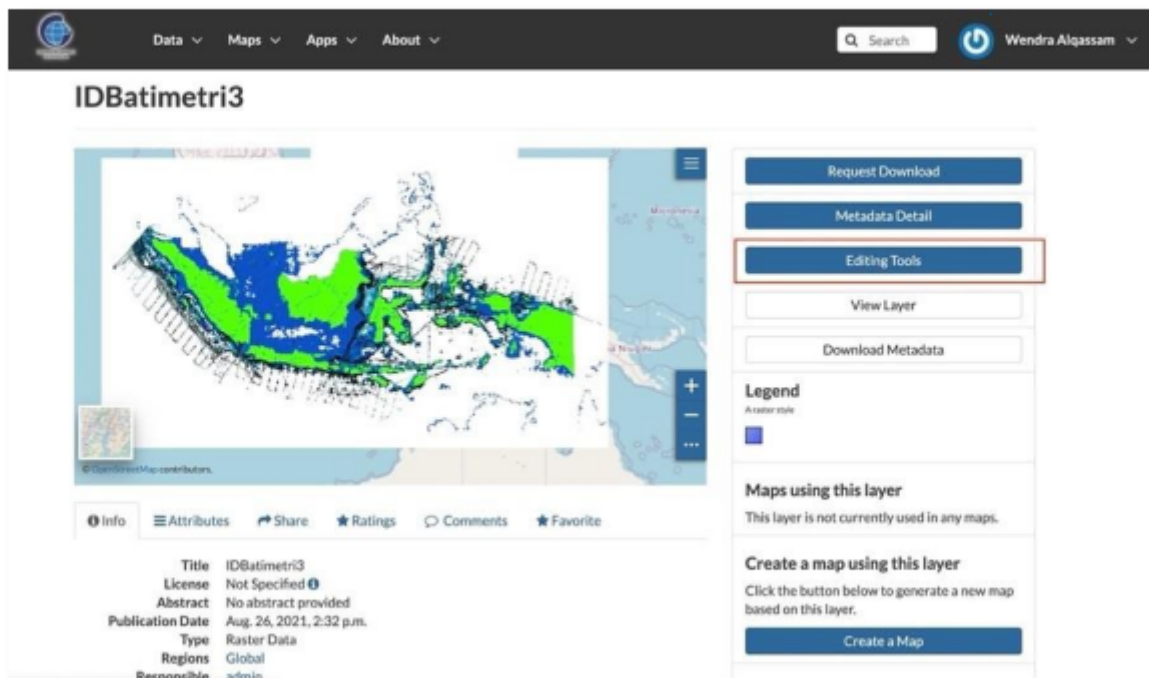 Data Maps Apps About Search Wendra Alqassam
IDBatimetri3
Micronesia
© OpenStreetMap contributors.
Request Download
Metadata Detail
Editing Tools
View Layer
Download Metadata
Legend
A raster style
Maps using this layer
This layer is not currently used in any maps.
Create a map using this layer
Click the button below to generate a new map
based on this layer.
Create a Map
Info Attributes Share Ratings Comments Favorite
Title IDBatimetri3
License Not Specified
Abstract No abstract provided
Publication Date Aug. 26, 2021, 2:32 p.m.
Type Raster Data
Regions Global
Responsible admin